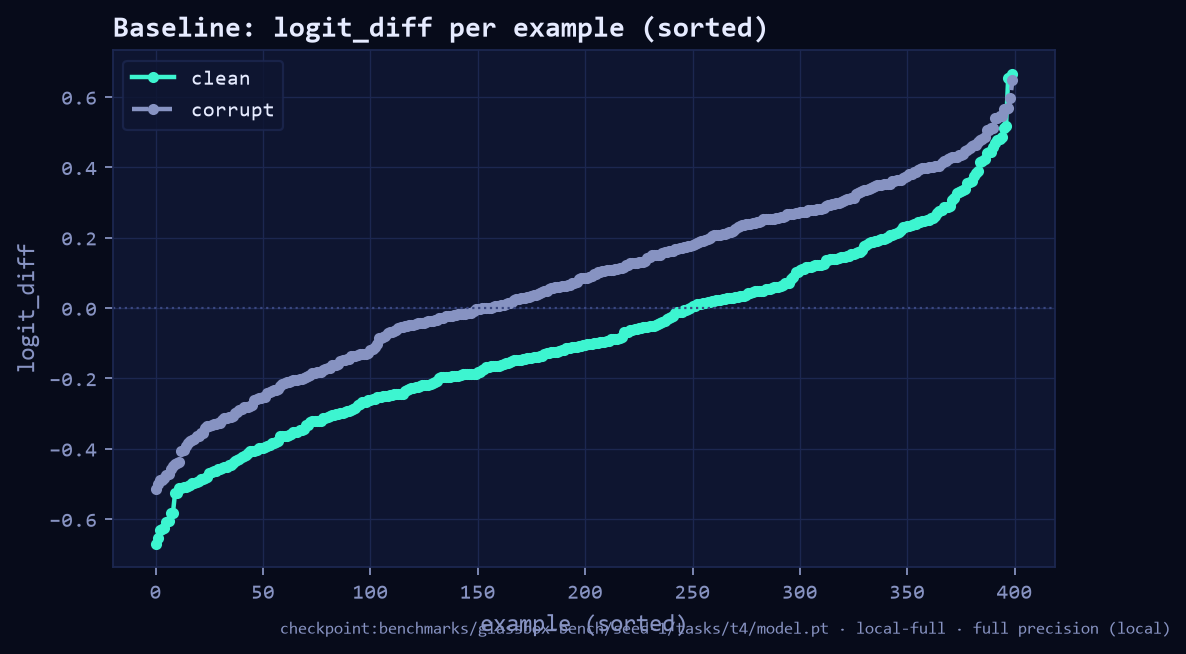 Baseline: logit_diff per example (sorted)
clean
corrupt
logit_diff
0.6
0.4
0.2
0.0
−0.2
−0.4
−0.6
0 50 100 150 200 250 300 350 400
example (sorted)
checkpoint:benchmarks/glassbox-bench/seed-1/tasks/t4/model.pt · local-full · full precision (local)